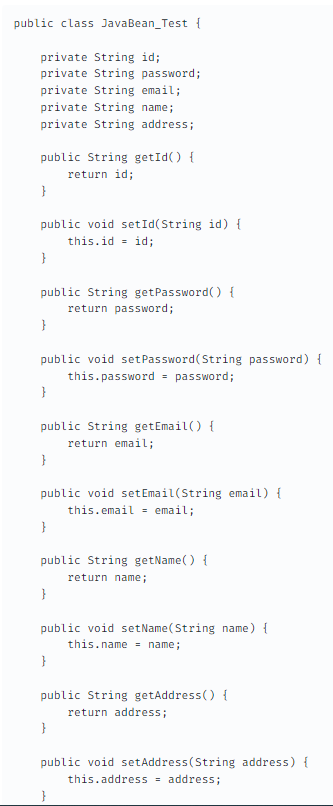 public class JavaBean_Test {
private String id;
private String password;
private String email;
private String name;
private String address;
public String getId() {
return id;
}
public void setId(String id) {
this.id = id;
}
public String getPassword() {
return password;
}
public void setPassword(String password) {
this.password = password;
}
public String getEmail() {
return email;
}
public void setEmail(String email) {
this.email = email;
}
public String getName() {
return name;
}
public void setName(String name) {
this.name = name;
}
public String getAddress() {
return address;
}
public void setAddress(String address) {
this.address = address;
}